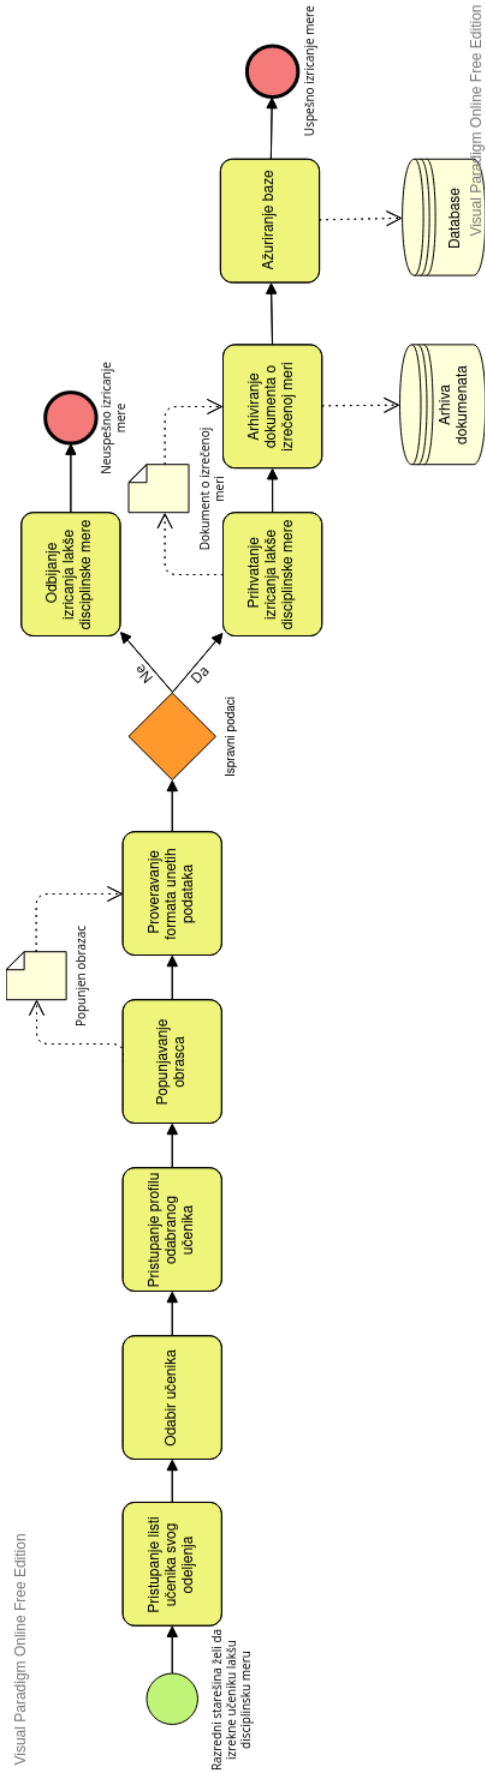 Visual Paradigm Online Free Edition
Razredni starešina želi da
izrekne učeniku lakšu
disciplinsku meru
Pristupanje listi
učenika svog
odeljenja
Odabir učenika
Pristupanje profilu
odabranog
učenika
Popunjavanje
obrasca
Popunjen obrazac
Proveravanje
formata unetih
podataka
Ispravni podaci
Ne
Da
Odbijanje
izricanja lakše
disciplinske mere
Neuspešno izricanje
mere
Prihvatanje
izricanja lakše
disciplinske mere
Dokument o izrečenoj
meri
Arhiviranje
dokumenta o
izrečenoj meri
Arhiva
dokumenata
Ažuriranje baze
Database
Uspešno izricanje mere
Visual Paradigm Online Free Edition